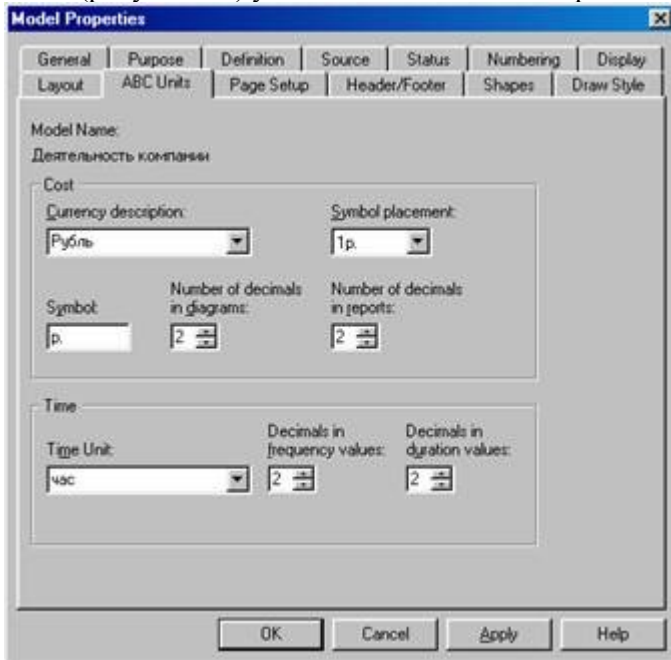 Model Properties
General Purpose Definition Source Status Numbering Display
Layout ABC Units Page Setup Header/Footer Shapes Draw Style
Model Name:
Деятельность компании
Cost
Currency description: Symbol placement:
Рубль 1р.
Number of decimals Number of decimals
Symbol: in diagrams: in reports:
р. 2 2
Time
Decimals in Decimals in
Time Unit: frequency values: duration values:
час 2 2
OK Cancel Apply Help